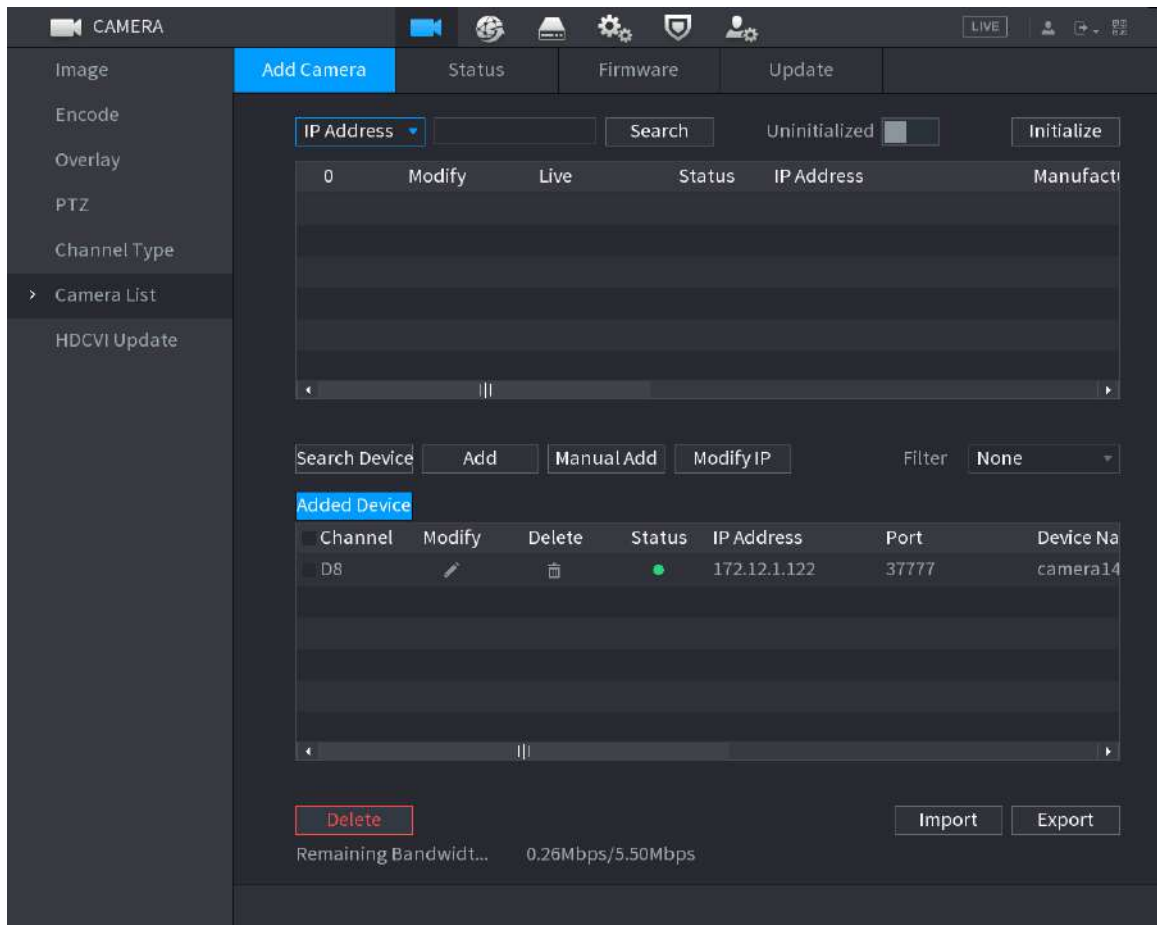 CAMERA
LIVE
Image
Encode
Overlay
PTZ
Channel Type
> Camera List
HDCVI Update
Add Camera Status Firmware Update
IP Address Search Uninitialized Initialize
0 Modify Live Status IP Address Manufact
Search Device Add Manual Add Modify IP Filter None
Added Device
Channel Modify Delete Status IP Address Port Device Na
D8 172.12.1.122 37777 camera14
Delete Import Export
Remaining Bandwidt... 0.26Mbps/5.50Mbps